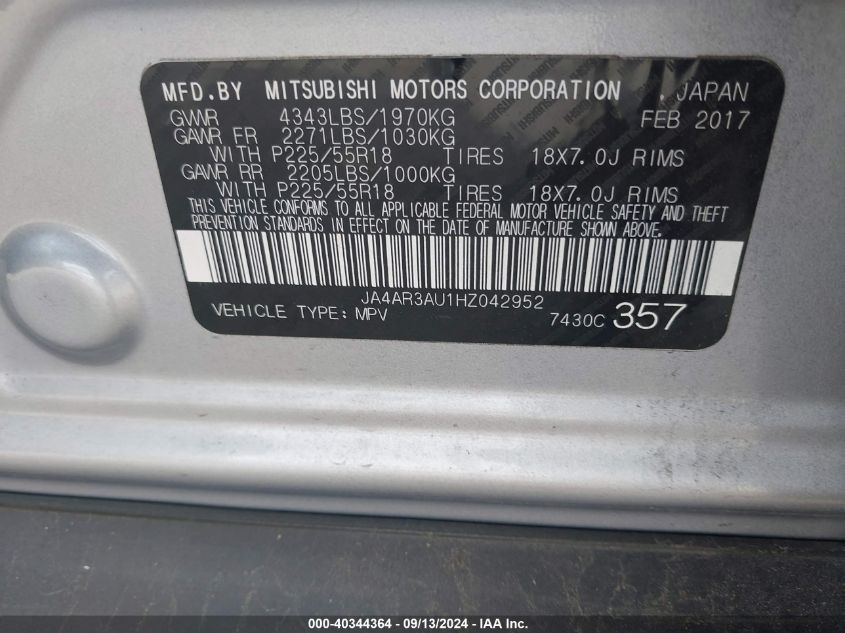 MFD.BY MITSUBISHI MOTORS CORPORATION JAPAN
GWWR 4343LBS/1970KG FEB 2017
GAWR FR 2271LBS/1030KG
WITH P225/55R18 TIRES 18X7.0J RIMS
GAWR RR 2205LBS/1000KG
WITH P225/55R18 TIRES 18X7.0J RIMS
THIS VEHICLE CONFORMS TO ALL APPLICABLE FEDERAL MOTOR VEHICLE SAFETY AND THEFT
PREVENTION STANDARDS IN EFFECT ON THE DATE OF MANUFACTURE SHOWN ABOVE.
JA4AR3AU1HZ042952
VEHICLE TYPE: MPV 7430C 357
000-40344364 - 09/13/2024 - IAA Inc.